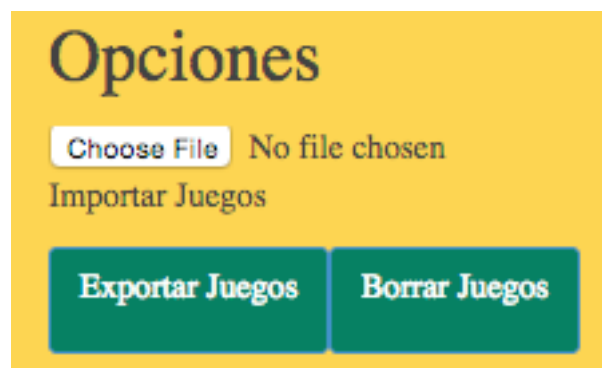 Opciones
Choose File No file chosen
Importar Juegos
Exportar Juegos Borrar Juegos